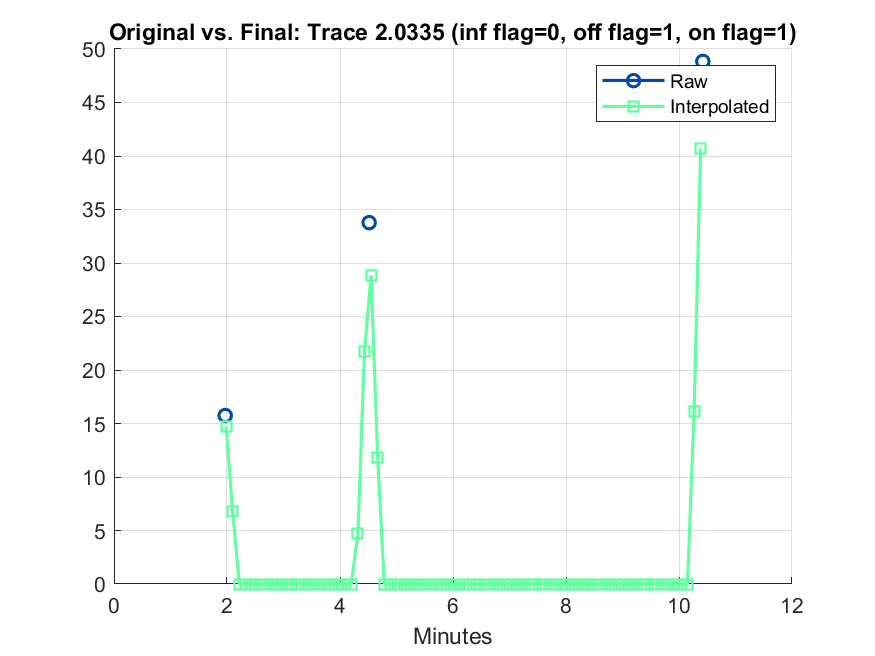 Original vs. Final: Trace 2.0335 (inf flag=0, off flag=1, on flag=1)
50
45
40
35
30
25
20
15
10
5
0
0 2 4 6 8 10 12
Minutes
Raw
Interpolated